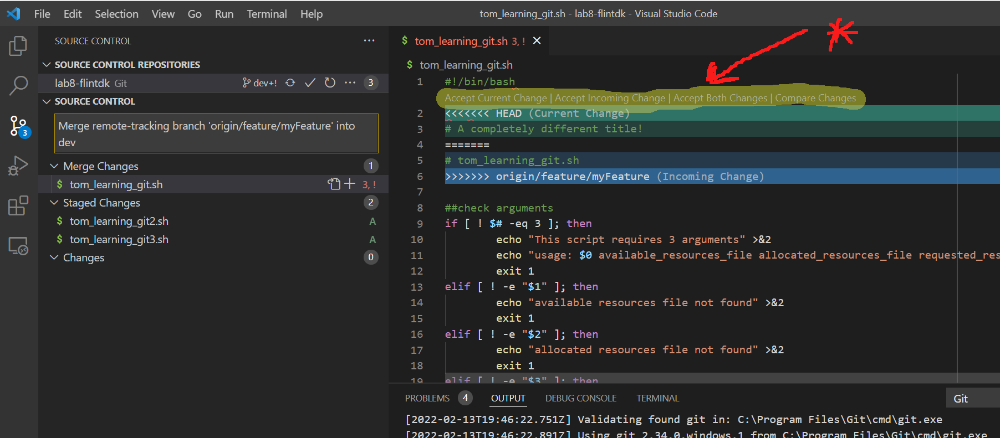 File Edit Selection View Go Run Terminal Help
tom_learning_git.sh - lab8-flintdk - Visual Studio Code
SOURCE CONTROL
SOURCE CONTROL REPOSITORIES
lab8-flintdk Git dev+! 3
SOURCE CONTROL
Merge remote-tracking branch 'origin/feature/myFeature' into
dev
Merge Changes 1
$ tom_learning_git.sh 3, !
Staged Changes 2
$ tom_learning_git2.sh A
$ tom_learning_git3.sh A
Changes 0
3
$ tom_learning_git.sh 3, !
$ tom_learning_git.sh
1 #!/bin/bash
Accept Current Change | Accept Incoming Change | Accept Both Changes | Compare Changes
2 <<<<<<< HEAD (Current Change)
3 # A completely different title!
4 =======
5 # tom_learning_git.sh
6 >>>>>>> origin/feature/myFeature (Incoming Change)
7
8 ##check arguments
9 if [ ! $# -eq 3 ]; then
10 echo "This script requires 3 arguments" >&2
11 echo "usage: $0 available_resources_file allocated_resources_file requested_res
12 exit 1
13 elif [ ! -e "$1" ]; then
14 echo "available resources file not found" >&2
15 exit 1
16 elif [ ! -e "$2" ]; then
17 echo "allocated resources file not found" >&2
18 exit 1
19 elif [ ! -e "$3" ]; then
PROBLEMS 4 OUTPUT DEBUG CONSOLE TERMINAL Git
[2022-02-13T19:46:22.751Z] Validating found git in: C:\Program Files\Git\cmd\git.exe
[2022-02-13T19:46:22.891Z] Using git 2.34.0.windows.1 from C:\Program Files\Git\cmd\git.exe